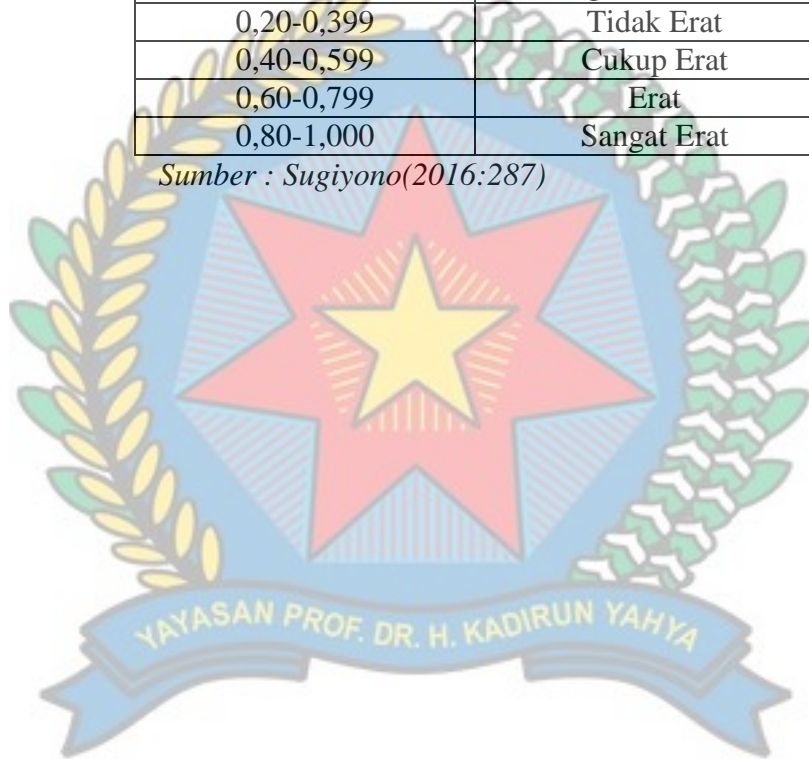 0,20-0,399 Tidak Erat
0,40-0,599 Cukup Erat
0,60-0,799 Erat
0,80-1,000 Sangat Erat
Sumber : Sugiyono(2016:287)
YAYASAN PROF. DR. H. KADIRUN YAHYA